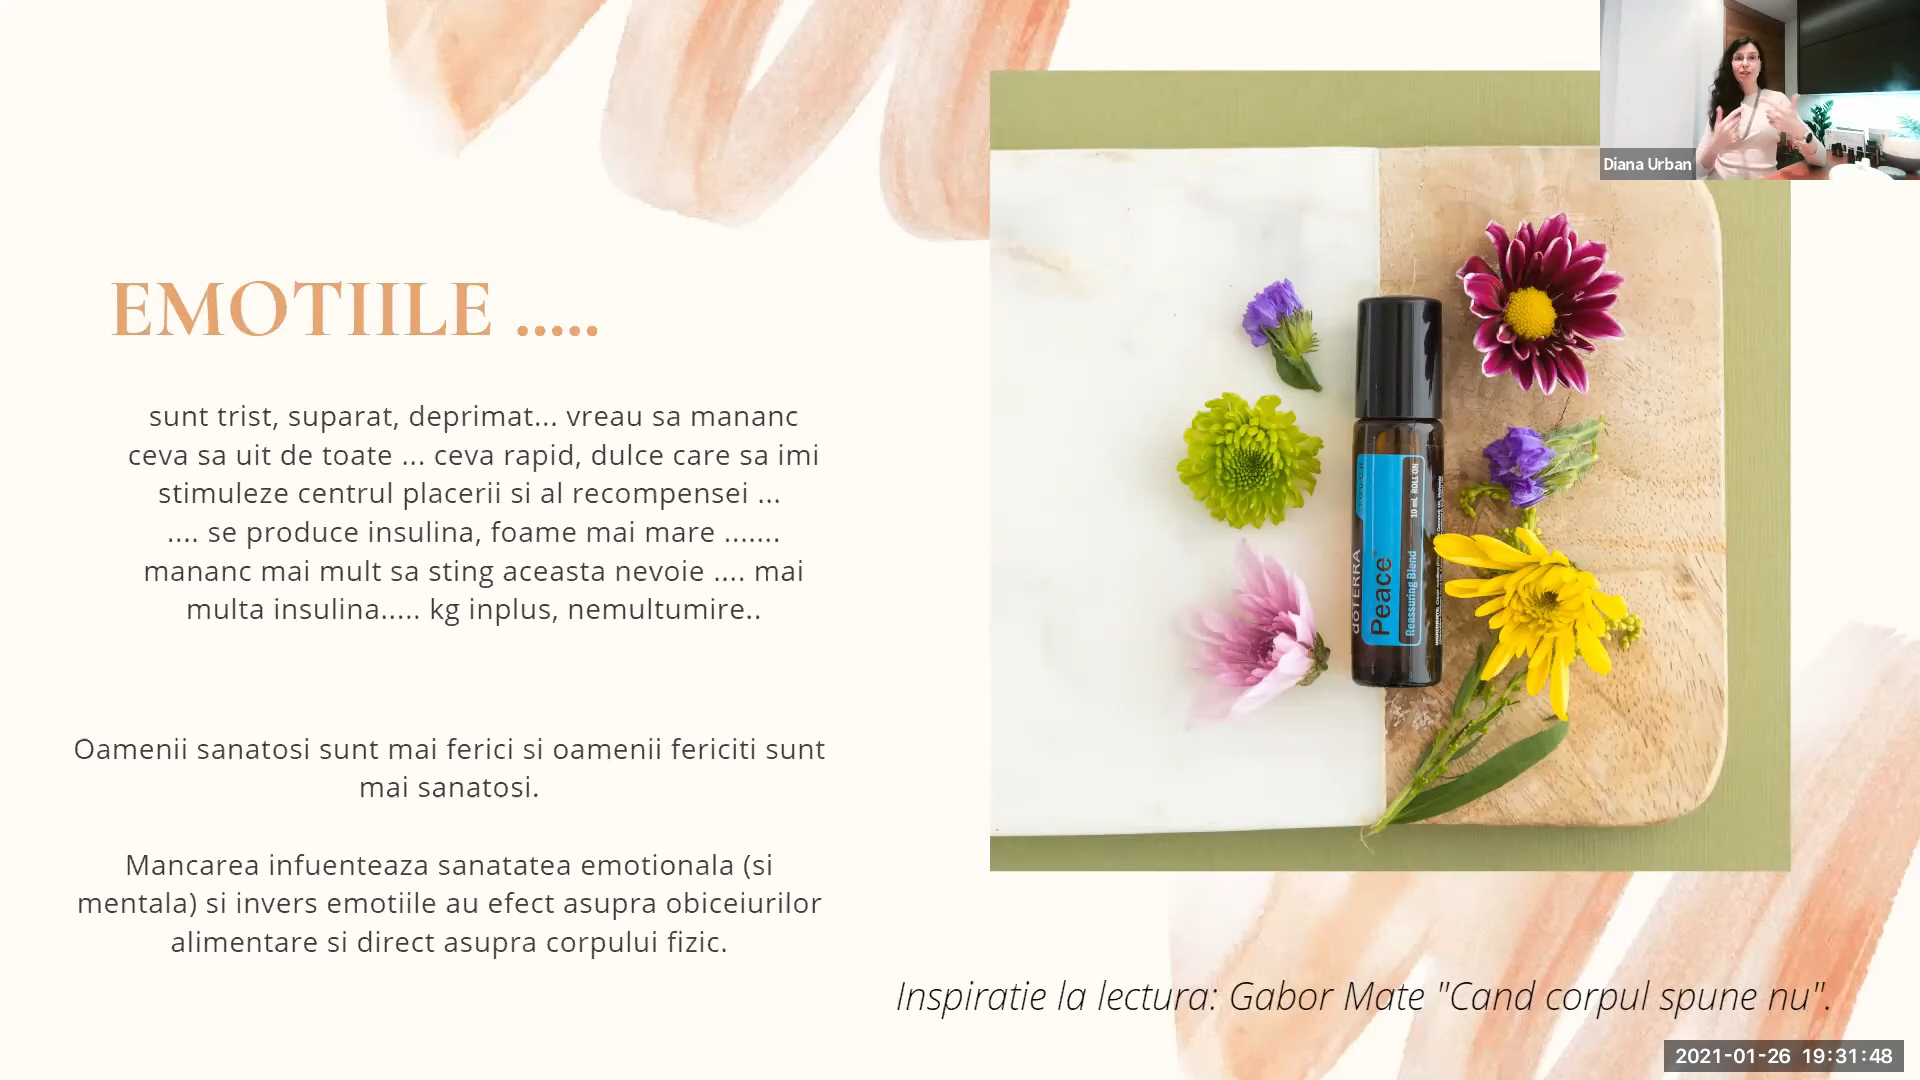 Diana Urban
EMOTIILE .....
sunt trist, suparat, deprimat... vreau sa mananc
ceva sa uit de toate ... ceva rapid, dulce care sa imi
stimuleze centrul placerii si al recompensei ...
.... se produce insulina, foame mai mare .......
mananc mai mult sa sting aceasta nevoie .... mai
multa insulina..... kg inplus, nemultumire..
Oamenii sanatosi sunt mai ferici si oamenii fericiti sunt
mai sanatosi.
Mancarea infuenteaza sanatatea emotionala (si
mentala) si invers emotiile au efect asupra obiceiurilor
alimentare si direct asupra corpului fizic.
dōTERRA
Peace™
Reassuring Blend
10 mL ROLL ON
Inspiratie la lectura: Gabor Mate "Cand corpul spune nu".
2021-01-26 19:31:48